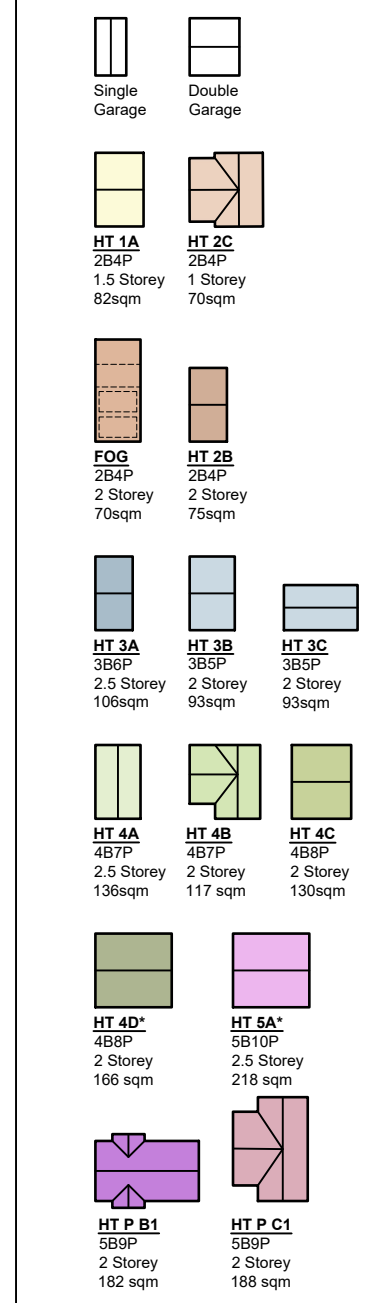 Single
Garage
Double
Garage
HT 1A
2B4P
1.5 Storey
82sqm
HT 2C
2B4P
1 Storey
70sqm
FOG
2B4P
2 Storey
70sqm
HT 2B
2B4P
2 Storey
75sqm
HT 3A
3B6P
2.5 Storey
106sqm
HT 3B
3B5P
2 Storey
93sqm
HT 3C
3B5P
2 Storey
93sqm
HT 4A
4B7P
2.5 Storey
136sqm
HT 4B
4B7P
2 Storey
117 sqm
HT 4C
4B8P
2 Storey
130sqm
HT 4D*
4B8P
2 Storey
166 sqm
HT 5A*
5B10P
2.5 Storey
218 sqm
HT P B1
5B9P
2 Storey
182 sqm
HT P C1
5B9P
2 Storey
188 sqm